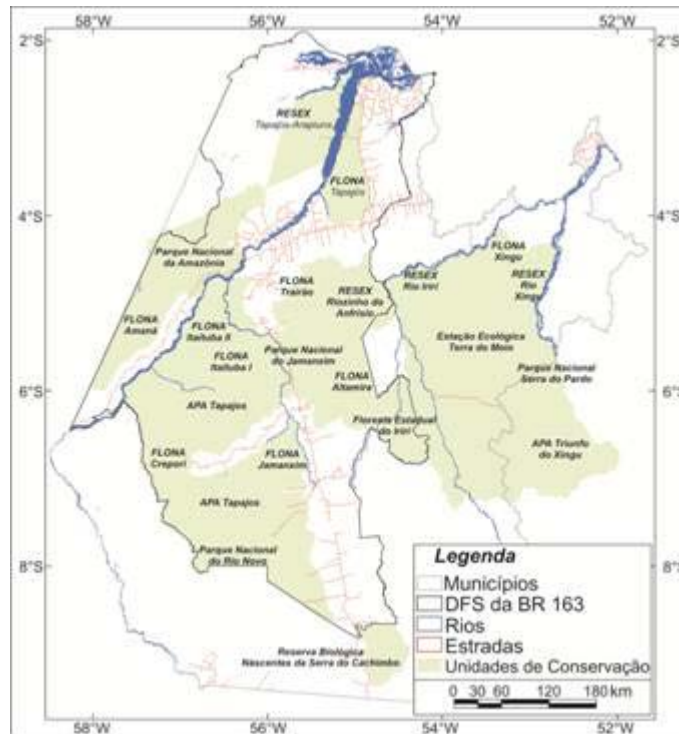 58°W 56°W 54°W 52°W
2°S 2°S
RESEX
Tapajós-Arapiuns
FLONA
Tapajós
4°S 4°S
Parque Nacional
da Amazônia
FLONA
Xingu
RESEX
Rio Iriri
RESEX
Rio
Xingu
FLONA
Trairão
RESEX
Riozinho do
Anfrísio
FLONA
Amanã
FLONA
Itaituba II
FLONA
Itaituba I
Parque Nacional
do Jamanxim
Estação Ecológica
Terra do Meio
Parque Nacional
Serra do Pardo
FLONA
Altamira
6°S 6°S
APA Tapajos
Floresta Estadual
do Iriri
APA Triunfo
do Xingu
FLONA
Crepori
FLONA
Jamanxim
APA Tapajos
Parque Nacional
do Rio Novo
8°S 8°S
Reserva Biológica
Nascentes da Serra do Cachimbo
Legenda
Municípios
DFS da BR 163
Rios
Estradas
Unidades de Conservação
0 30 60 120 180 km
58°W 56°W 54°W 52°W